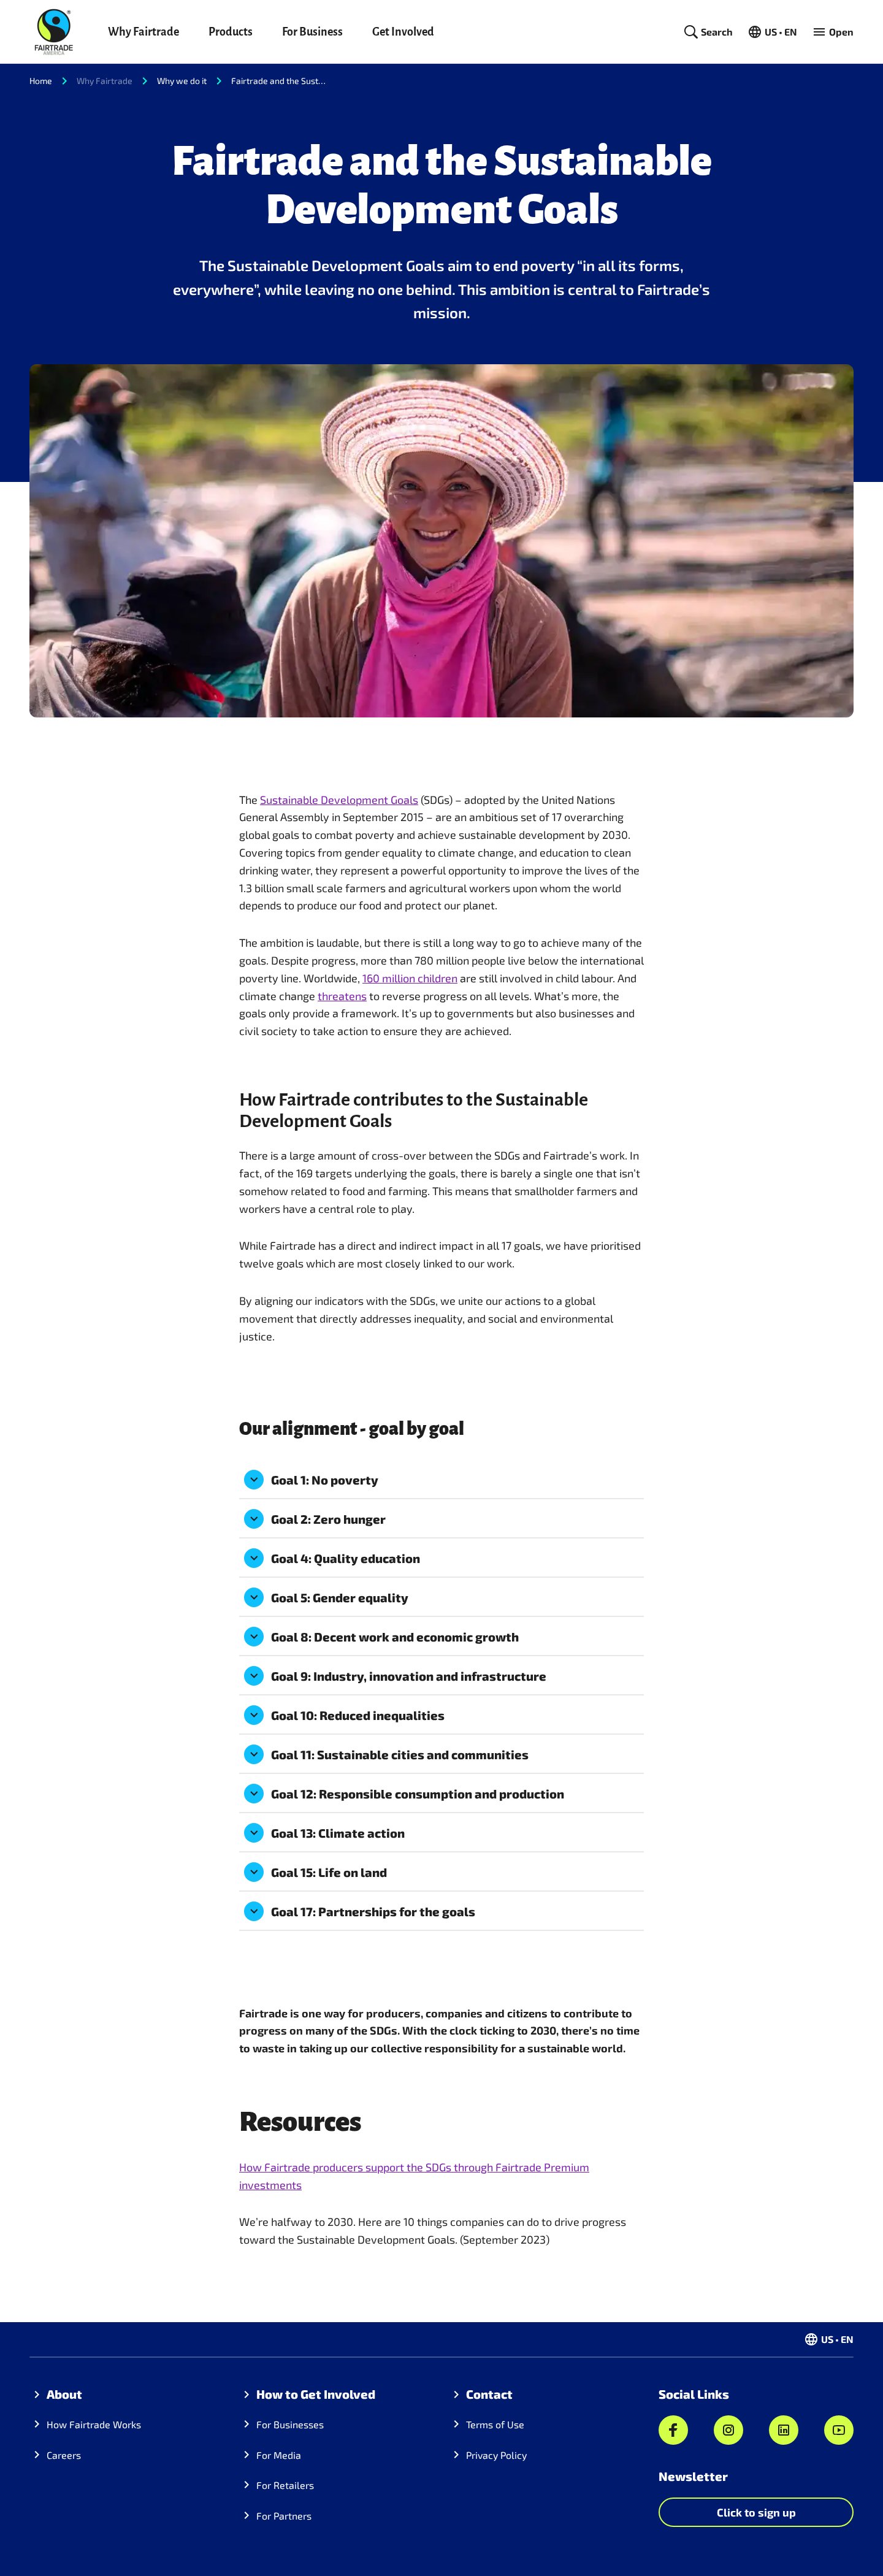 FAIRTRADE
AMERICA
Why Fairtrade
Products
For Business
Get Involved
Search
US • EN
Open
Home
Why Fairtrade
Why we do it
Fairtrade and the Sust...
Fairtrade and the Sustainable
Development Goals
The Sustainable Development Goals aim to end poverty “in all its forms,
everywhere”, while leaving no one behind. This ambition is central to Fairtrade’s
mission.
The Sustainable Development Goals (SDGs) – adopted by the United Nations
General Assembly in September 2015 – are an ambitious set of 17 overarching
global goals to combat poverty and achieve sustainable development by 2030.
Covering topics from gender equality to climate change, and education to clean
drinking water, they represent a powerful opportunity to improve the lives of the
1.3 billion small scale farmers and agricultural workers upon whom the world
depends to produce our food and protect our planet.
The ambition is laudable, but there is still a long way to go to achieve many of the
goals. Despite progress, more than 780 million people live below the international
poverty line. Worldwide, 160 million children are still involved in child labour. And
climate change threatens to reverse progress on all levels. What’s more, the
goals only provide a framework. It’s up to governments but also businesses and
civil society to take action to ensure they are achieved.
How Fairtrade contributes to the Sustainable
Development Goals
There is a large amount of cross-over between the SDGs and Fairtrade’s work. In
fact, of the 169 targets underlying the goals, there is barely a single one that isn’t
somehow related to food and farming. This means that smallholder farmers and
workers have a central role to play.
While Fairtrade has a direct and indirect impact in all 17 goals, we have prioritised
twelve goals which are most closely linked to our work.
By aligning our indicators with the SDGs, we unite our actions to a global
movement that directly addresses inequality, and social and environmental
justice.
Our alignment - goal by goal
Goal 1: No poverty
Goal 2: Zero hunger
Goal 4: Quality education
Goal 5: Gender equality
Goal 8: Decent work and economic growth
Goal 9: Industry, innovation and infrastructure
Goal 10: Reduced inequalities
Goal 11: Sustainable cities and communities
Goal 12: Responsible consumption and production
Goal 13: Climate action
Goal 15: Life on land
Goal 17: Partnerships for the goals
Fairtrade is one way for producers, companies and citizens to contribute to
progress on many of the SDGs. With the clock ticking to 2030, there’s no time
to waste in taking up our collective responsibility for a sustainable world.
Resources
How Fairtrade producers support the SDGs through Fairtrade Premium
investments
We’re halfway to 2030. Here are 10 things companies can do to drive progress
toward the Sustainable Development Goals. (September 2023)
US • EN
About
How Fairtrade Works
Careers
How to Get Involved
For Businesses
For Media
For Retailers
For Partners
Contact
Terms of Use
Privacy Policy
Social Links
Newsletter
Click to sign up